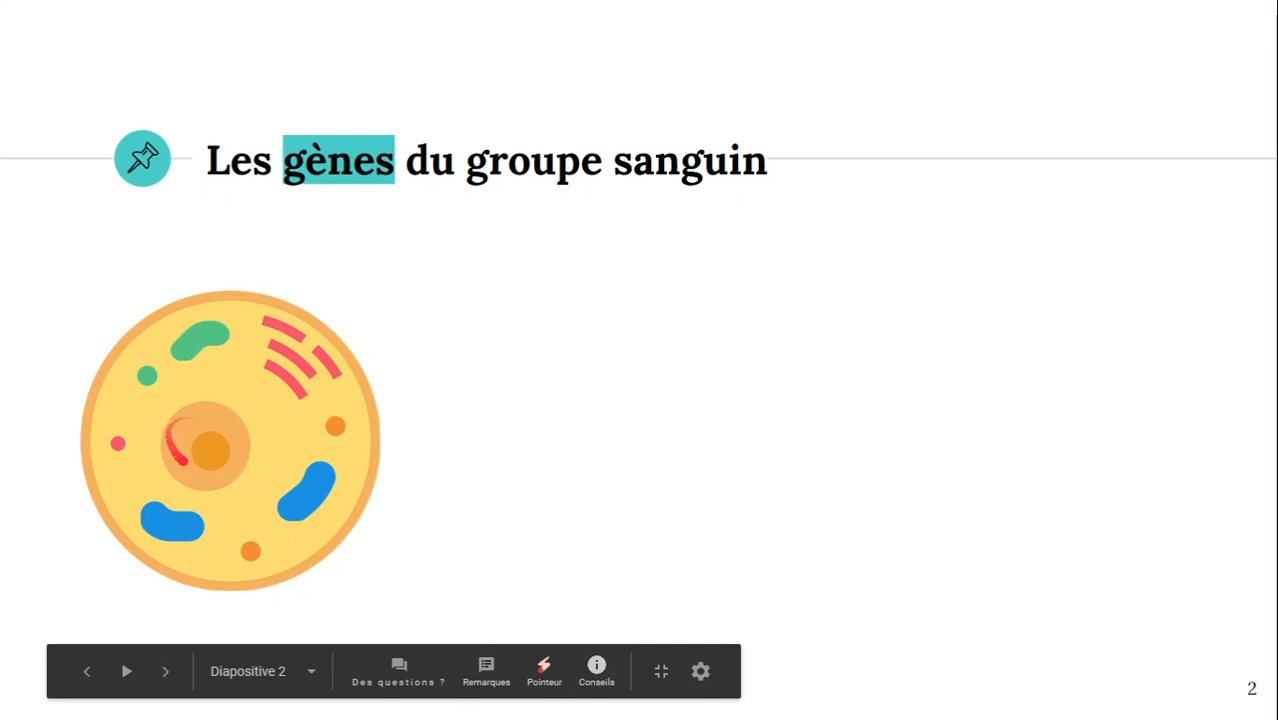 Les gènes du groupe sanguin
Diapositive 2
Des questions ?
Remarques
Pointeur
Conseils
2